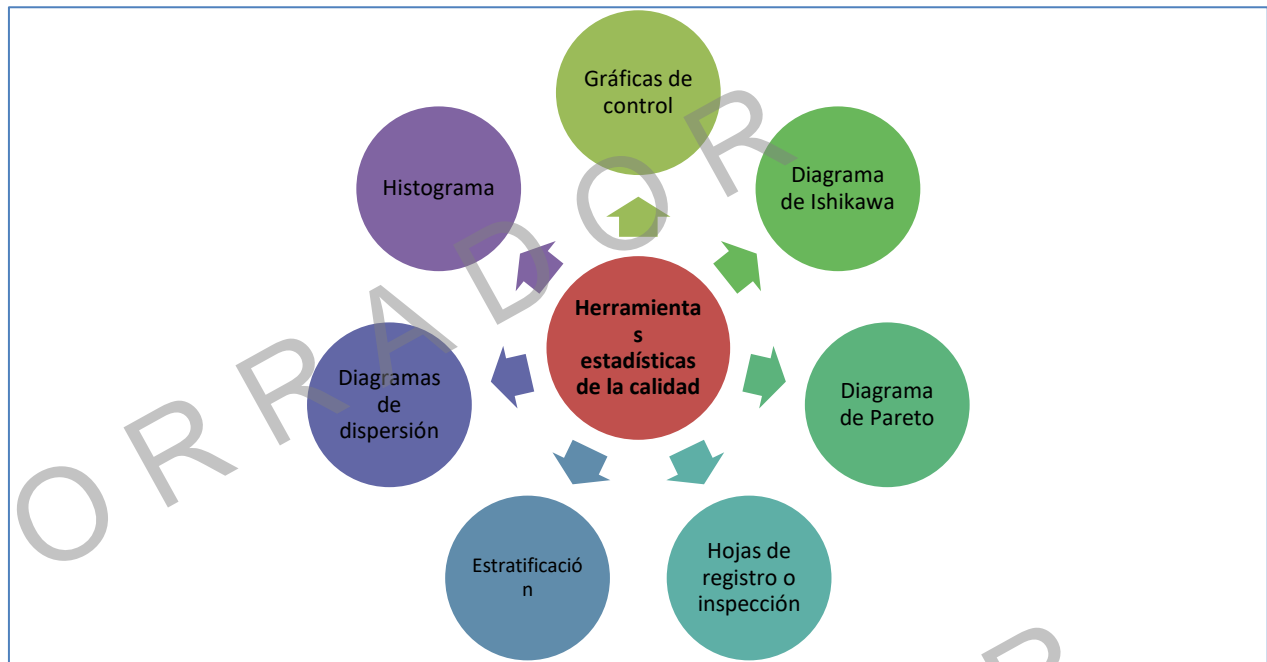 Gráficas de
control
Diagrama
de Ishikawa
Diagrama
de Pareto
Hojas de
registro o
inspección
Estratificació
n
Diagramas
de
dispersión
Histograma
Herramienta
s
estadísticas
de la calidad
ORRADOR
R